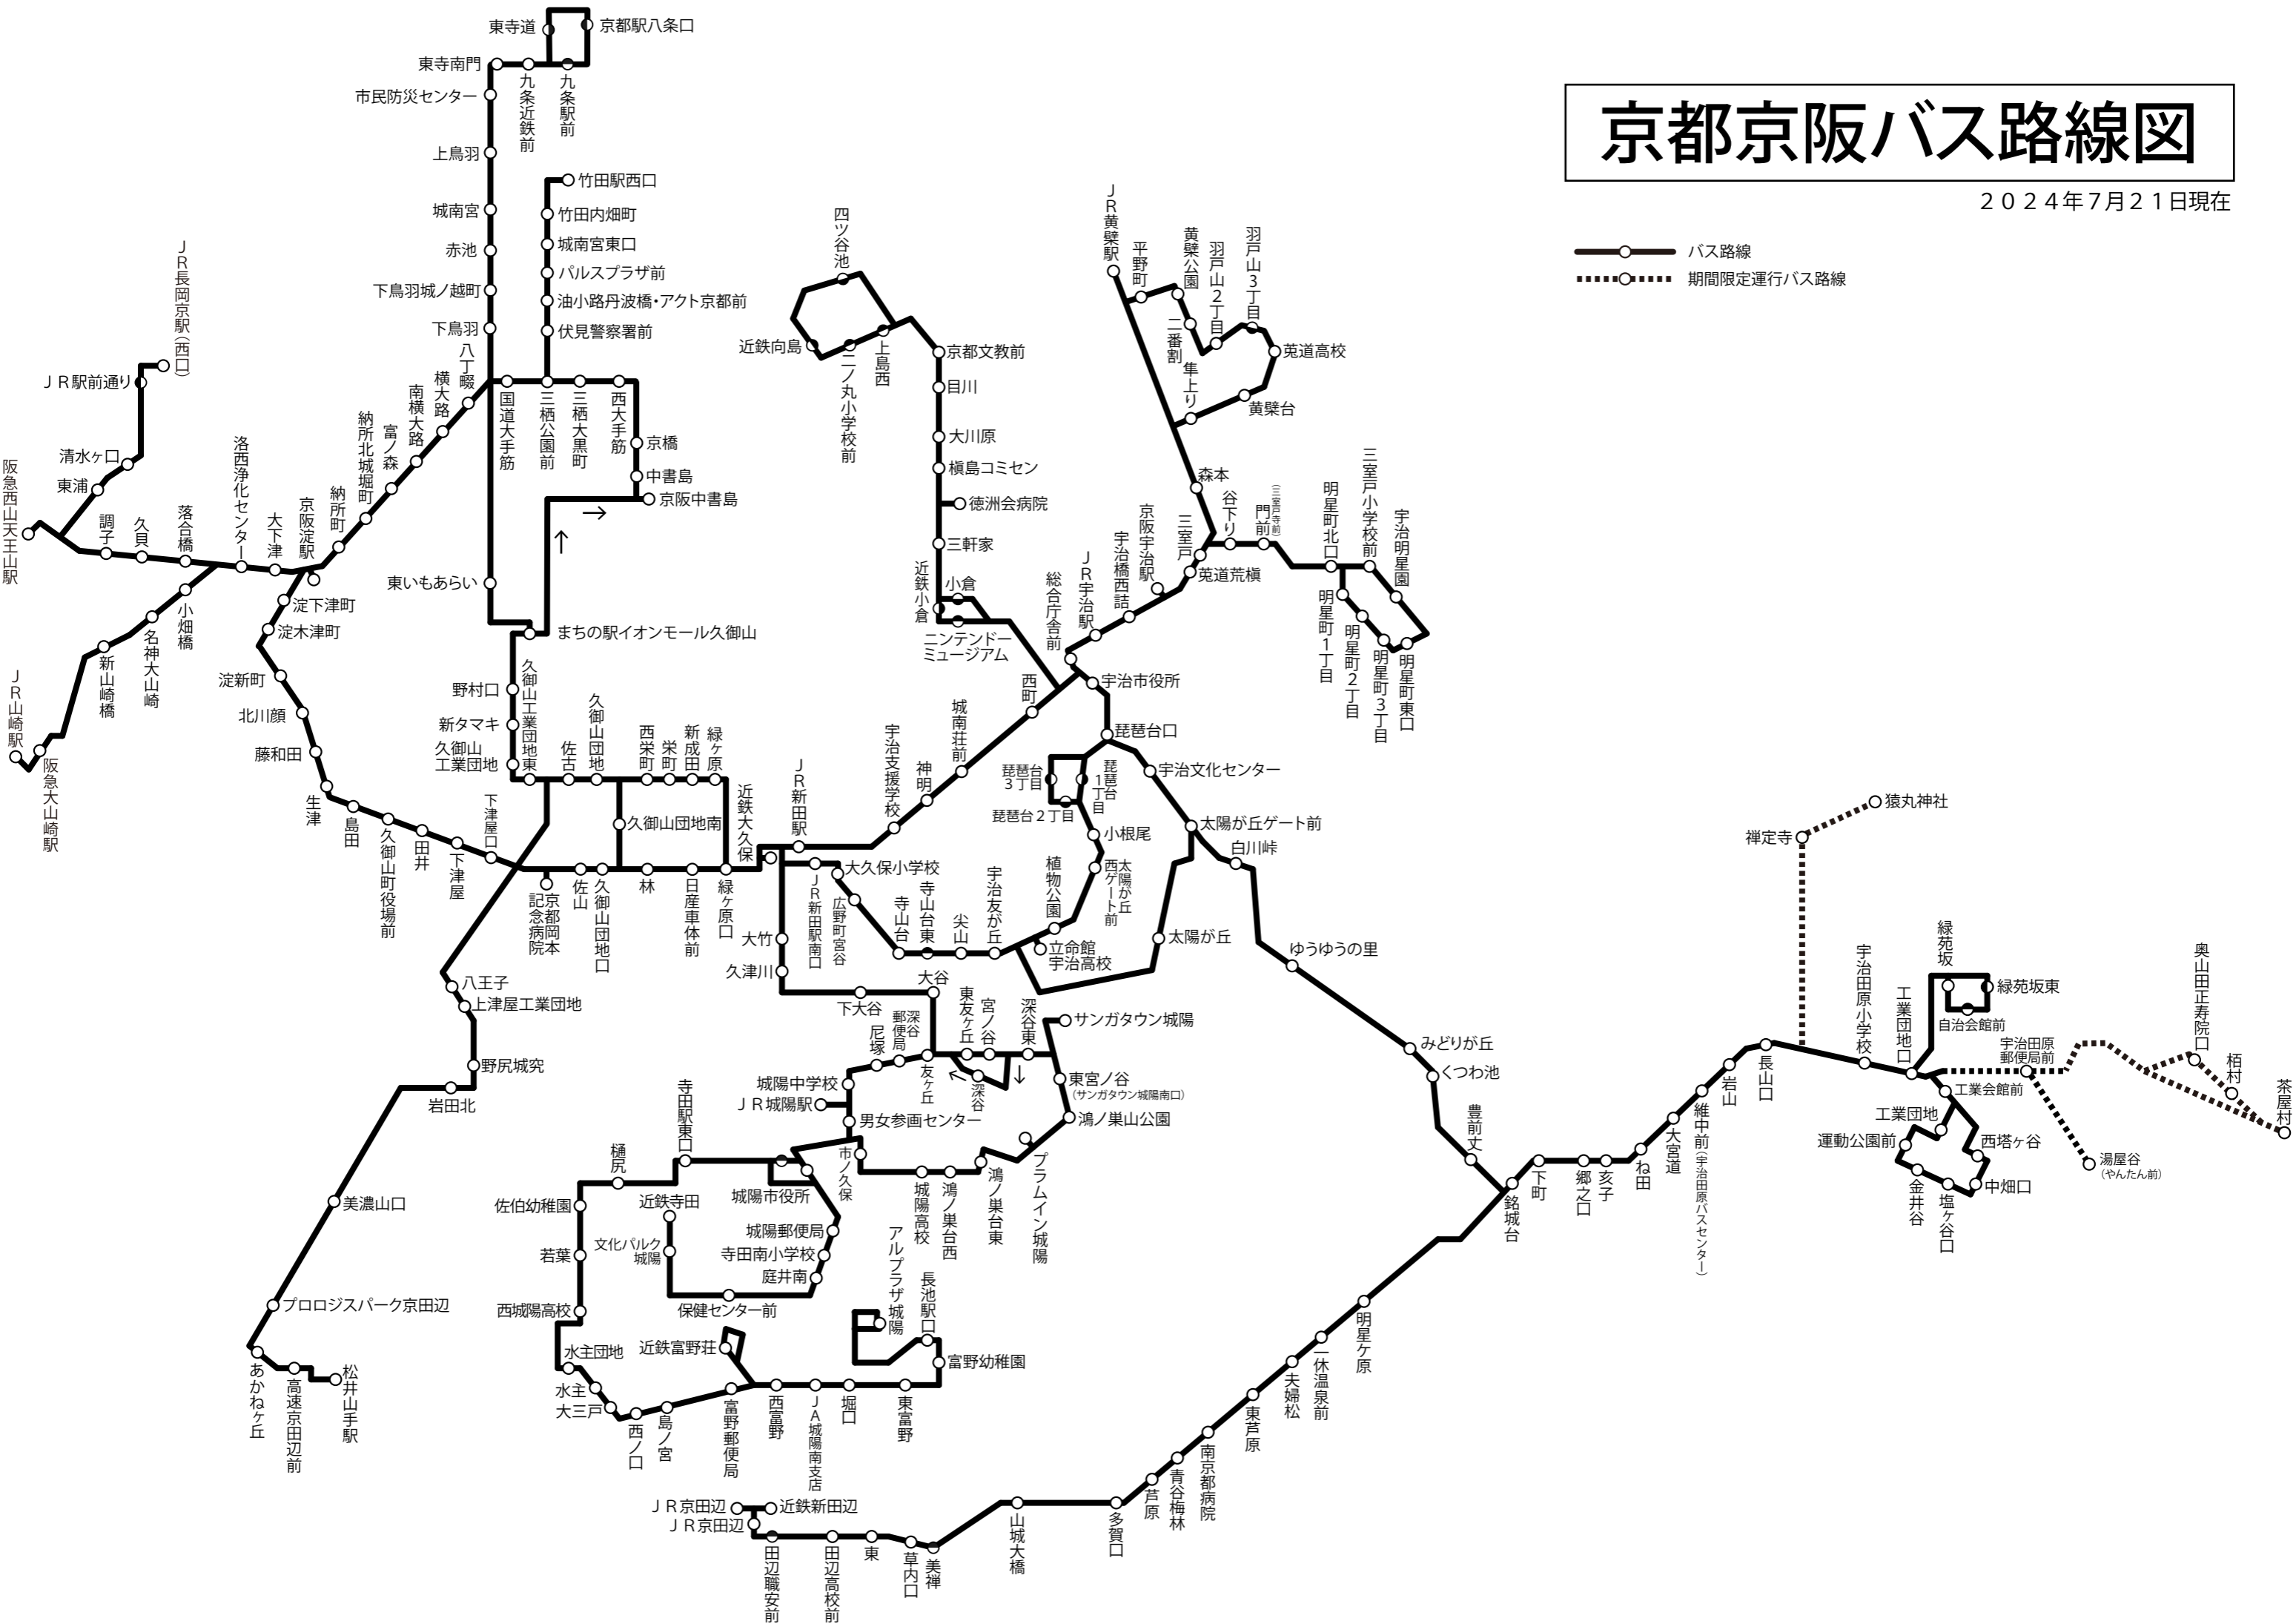 京都京阪バス路線図
２０２４年７月２１日現在
バス路線
期間限定運行バス路線
東寺道
京都駅八条口
東寺南門
九条近鉄前
九条駅前
市民防災センター
上鳥羽
城南宮
赤池
下鳥羽城ノ越町
下鳥羽
八丁畷
横大路
南横大路
富ノ森
納所北城堀町
納所町
京阪淀駅
大下津
洛西浄化センター
落合橋
久貝
調子
東浦
清水ヶ口
ＪＲ駅前通り
ＪＲ長岡京駅（西口）
阪急西山天王山駅
小畑橋
名神大山崎
新山崎橋
阪急大山崎駅
ＪＲ山崎駅
竹田駅西口
竹田内畑町
城南宮東口
パルスプラザ前
油小路丹波橋・アクト京都前
伏見警察署前
国道大手筋
三栖公園前
三栖大黒町
西大手筋
京橋
中書島
京阪中書島
東いもあらい
まちの駅イオンモール久御山
野村口
新タマキ
久御山
工業団地
久御山工業団地東
佐古
久御山団地
西栄町
栄町
新成田
緑ヶ原
久御山団地南
淀下津町
淀木津町
淀新町
北川顔
藤和田
生津
島田
久御山町役場前
田井
下津屋
下津屋口
京都岡本
記念病院
佐山
久御山団地口
林
日産車体前
緑ヶ原口
近鉄大久保
ＪＲ新田駅
八王子
上津屋工業団地
野尻城究
岩田北
美濃山口
プロロジスパーク京田辺
あかねヶ丘
高速京田辺前
松井山手駅
四ツ谷池
近鉄向島
二ノ丸小学校前
上島西
京都文教前
目川
大川原
槇島コミセン
徳洲会病院
三軒家
小倉
近鉄小倉
ニンテンドー
ミュージアム
西町
城南荘前
神明
宇治支援学校
ＪＲ黄檗駅
平野町
黄檗公園
二番割
羽戸山２丁目
羽戸山３丁目
莵道高校
黄檗台
隼上り
森本
谷下り
門前
（三室戸寺前）
明星町北口
三室戸小学校前
宇治明星園
明星町１丁目
明星町２丁目
明星町３丁目
明星町東口
三室戸
莵道荒槇
京阪宇治駅
宇治橋西詰
ＪＲ宇治駅
総合庁舎前
宇治市役所
琵琶台口
琵琶台
３丁目
琵琶台
１丁目
琵琶台２丁目
小根尾
太陽が丘
西ゲート前
植物公園
立命館
宇治高校
宇治友が丘
尖山
寺山台東
寺山台
広野町宮谷
大久保小学校
ＪＲ新田駅南口
宇治文化センター
太陽が丘ゲート前
太陽が丘
白川峠
ゆうゆうの里
みどりが丘
くつわ池
豊前丈
銘城台
大竹
久津川
下大谷
大谷
東友ヶ丘
宮ノ谷
深谷東
サンガタウン城陽
深谷
友ヶ丘
深谷
郵便局
尼塚
城陽中学校
ＪＲ城陽駅
男女参画センター
東宮ノ谷
（サンガタウン城陽南口）
鴻ノ巣山公園
プラムイン城陽
鴻ノ巣台東
鴻ノ巣台西
城陽高校
市ノ久保
寺田駅東口
城陽市役所
樋尻
佐伯幼稚園
若葉
西城陽高校
近鉄寺田
文化パルク
城陽
保健センター前
城陽郵便局
寺田南小学校
庭井南
水主団地
水主
大三戸
西ノ口
島ノ宮
富野郵便局
近鉄富野荘
西富野
ＪＡ城陽南支店
堀口
東富野
富野幼稚園
長池駅口
アルプラザ城陽
ＪＲ京田辺
近鉄新田辺
ＪＲ京田辺
田辺職安前
田辺高校前
東
草内口
美禅
山城大橋
多賀口
芦原
青谷梅林
南京都病院
東芦原
夫婦松
一休温泉前
明星ケ原
下町
郷之口
亥子
ね田
大宮道
維中前（宇治田原バスセンター）
岩山
長山口
宇治田原小学校
工業団地口
緑苑坂
緑苑坂東
自治会館前
工業会館前
工業団地
運動公園前
金井谷
塩ヶ谷口
中畑口
西塔ヶ谷
禅定寺
猿丸神社
宇治田原
郵便局前
湯屋谷
（やんたん前）
奥山田正寿院口
栢村
茶屋村